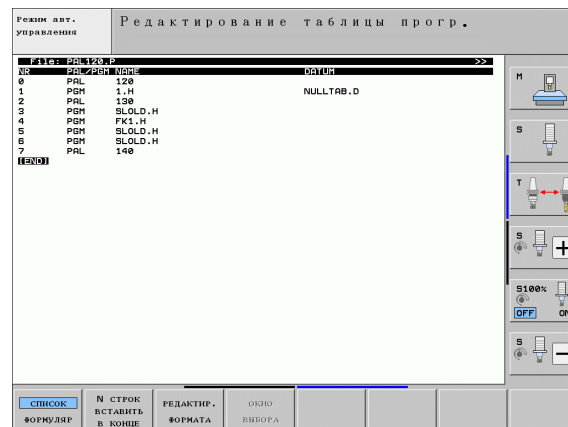 Режим авт.
управления
Редактирование таблицы прогр.
File: PAL120.P >>
NR PAL/PGM NAME DATUM
0 PAL 120
1 PGM 1.H NULLTAB.D
2 PAL 130
3 PGM SLOLD.H
4 PGM FK1.H
5 PGM SLOLD.H
6 PGM SLOLD.H
7 PAL 140
[END]
M
S
T
S
+
S100%
OFF ON
S
−
СПИСОК
ФОРМУЛЯР
N СТРОК
ВСТАВИТЬ
В КОНЦЕ
РЕДАКТИР.
ФОРМАТА
ОКНО
ВЫБОРА